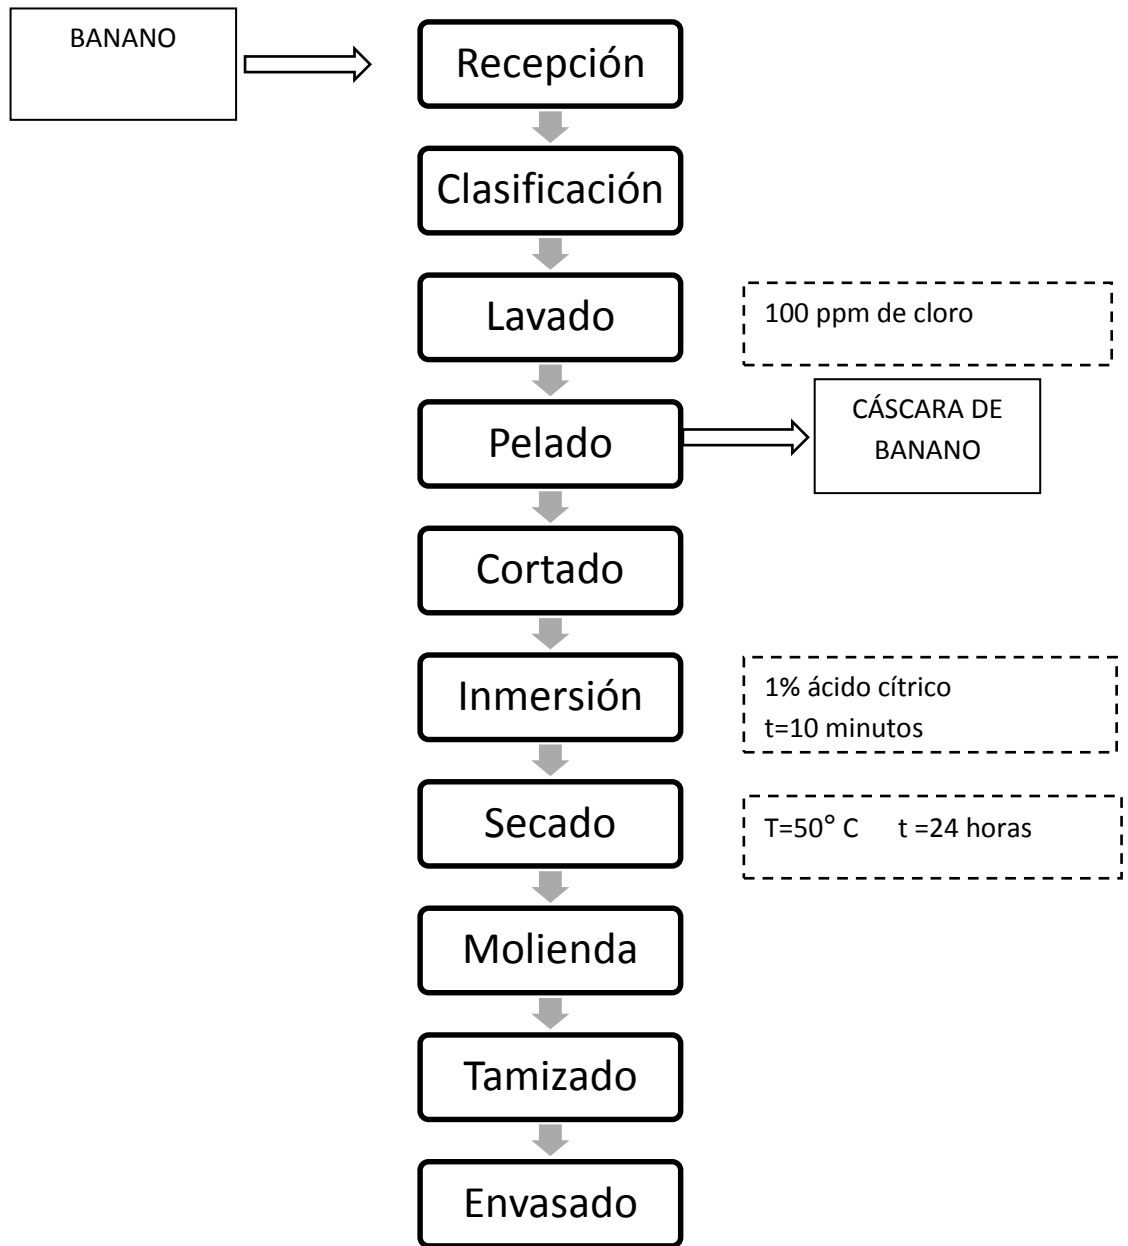 BANANO
Recepción
Clasificación
Lavado
100 ppm de cloro
Pelado
CÁSCARA DE
BANANO
Cortado
Inmersión
1% ácido cítrico
t=10 minutos
Secado
T=50° C t =24 horas
Molienda
Tamizado
Envasado